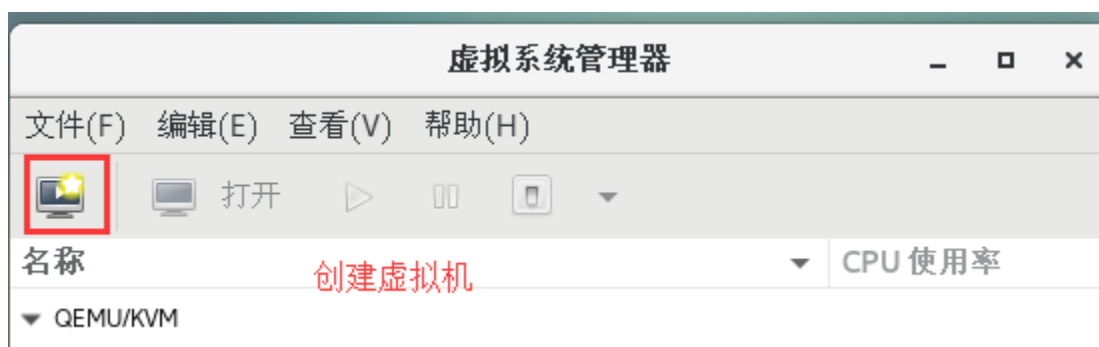 虚拟系统管理器
文件(F) 编辑(E) 查看(V) 帮助(H)
打开
名称 CPU 使用率
创建虚拟机
QEMU/KVM